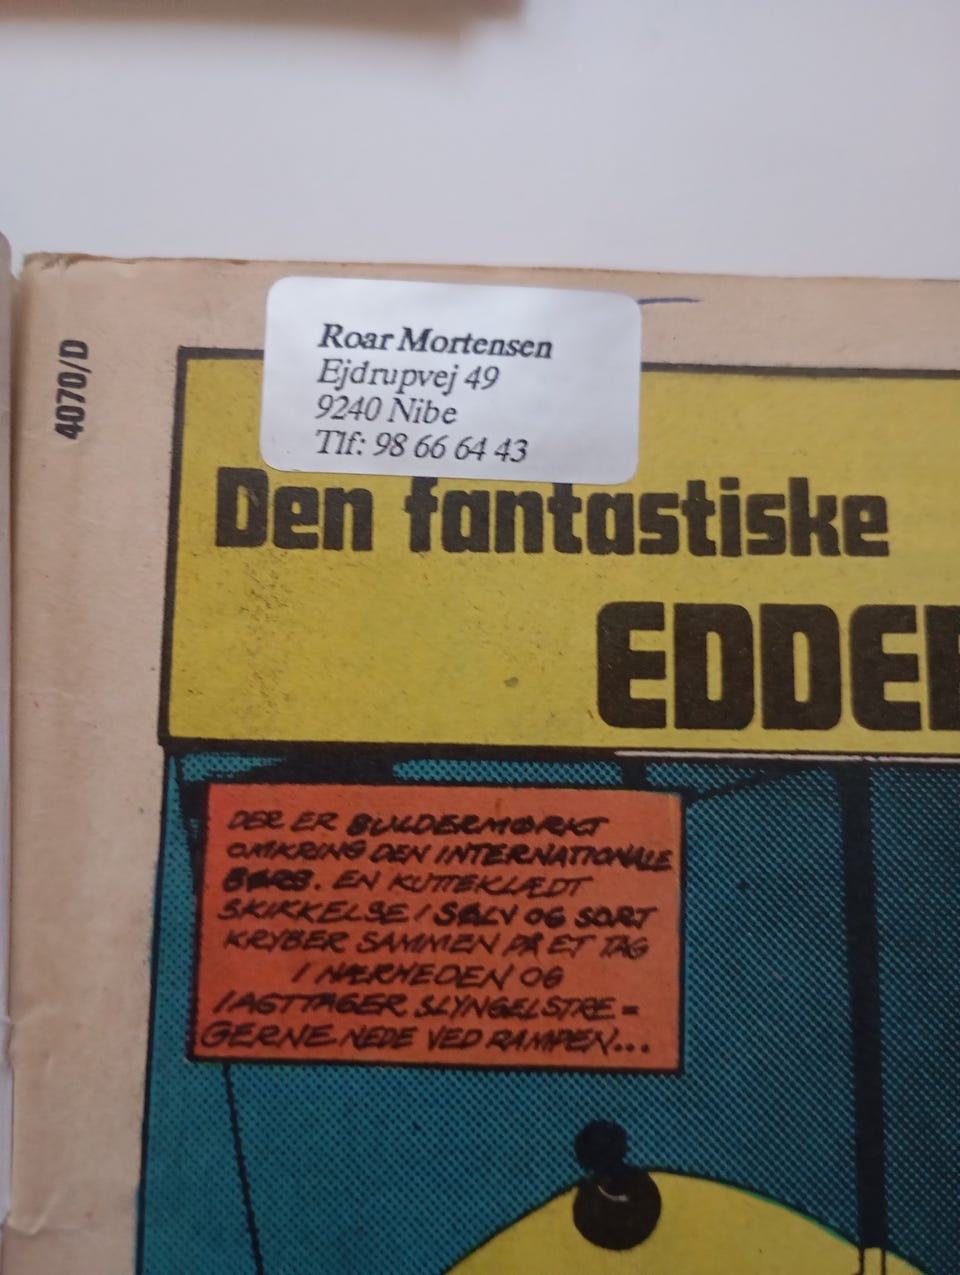 4070/D
Roar Mortensen
Ejdrupvej 49
9240 Nibe
Tlf: 98 66 64 43
Den fantastiske
EDDE
DER ER BULDERMØRKT
OMKRING DEN INTERNATIONALE
BØRS. EN KUTTEKLÆDT
SKIKKELSE I SØLV OG SORT
KRYBER SAMMEN PÅ ET TAG
I NÆRHEDEN OG
IAGTTAGER SLYNGELSTRE=
GERNE NEDE VED RAMPEN...